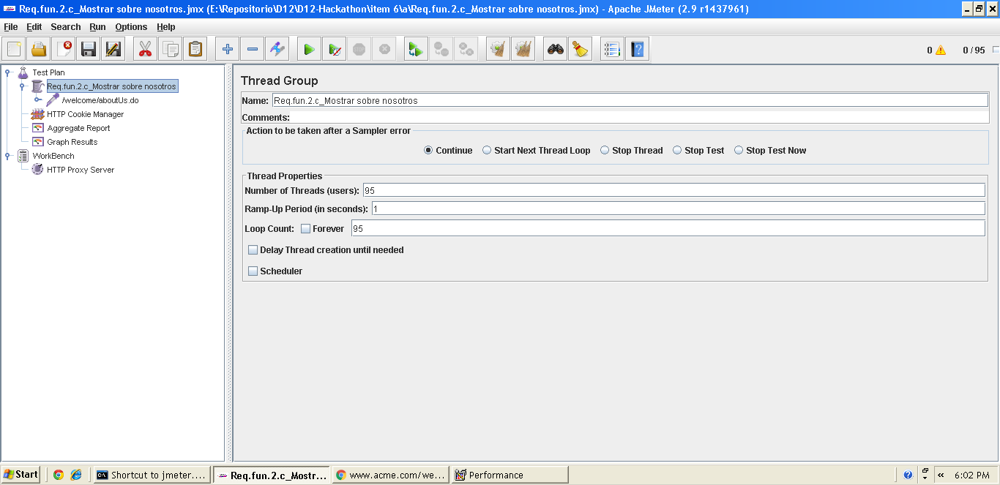 Req.fun.2.c_Mostrar sobre nosotros.jmx (E:\Repositorio\D12\D12-Hackathon\item 6\a\Req.fun.2.c_Mostrar sobre nosotros.jmx) - Apache JMeter (2.9 r1437961)
File Edit Search Run Options Help
0 0 / 95
Test Plan
Req.fun.2.c_Mostrar sobre nosotros
/welcome/aboutUs.do
HTTP Cookie Manager
Aggregate Report
Graph Results
WorkBench
HTTP Proxy Server
Thread Group
Name: Req.fun.2.c_Mostrar sobre nosotros
Comments:
Action to be taken after a Sampler error
Continue Start Next Thread Loop Stop Thread Stop Test Stop Test Now
Thread Properties
Number of Threads (users): 95
Ramp-Up Period (in seconds): 1
Loop Count: Forever 95
Delay Thread creation until needed
Scheduler
Start Shortcut to jmeter.... Req.fun.2.c_Mostr... www.acme.com/we... Performance 6:02 PM